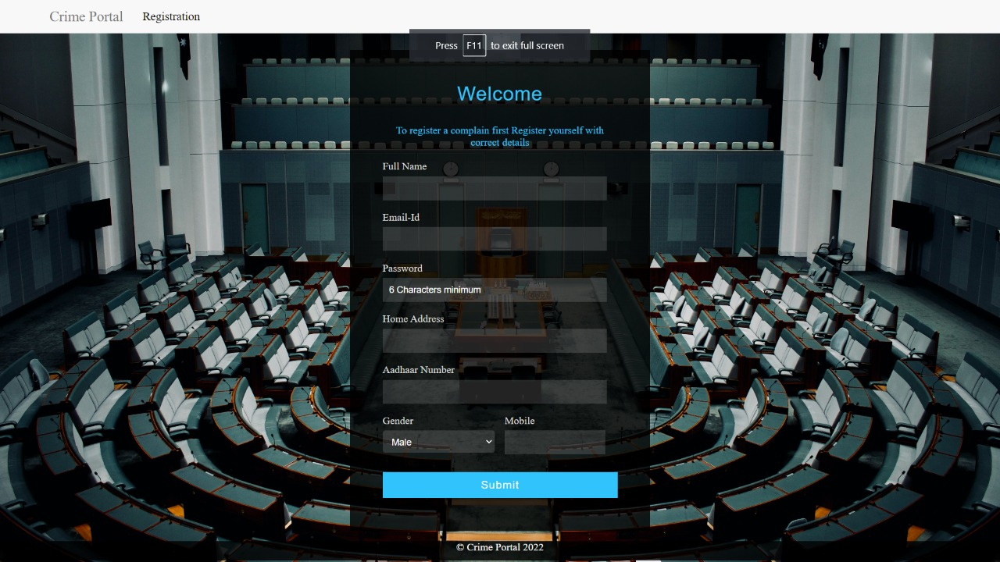 Crime Portal Registration
Press F11 to exit full screen
Welcome
To register a complain first Register yourself with
correct details
Full Name
Email-Id
Password
6 Characters minimum
Home Address
Aadhaar Number
Gender Mobile
Male
Submit
© Crime Portal 2022